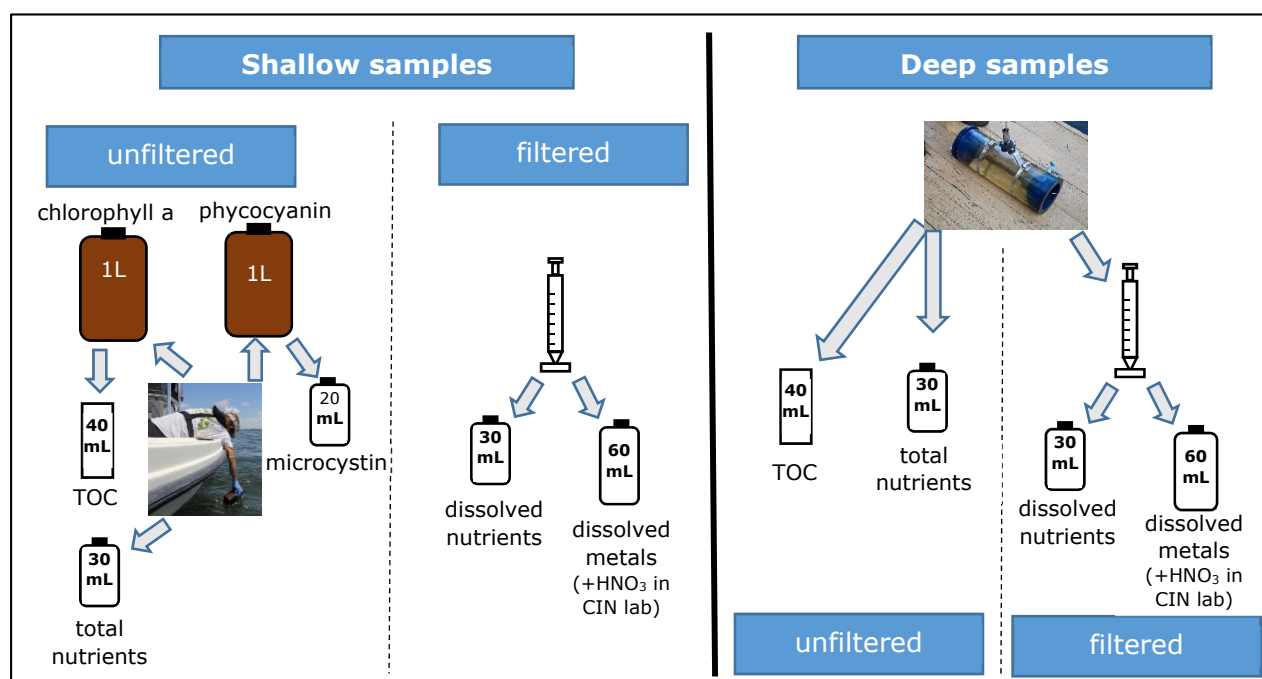 Shallow samples
unfiltered
chlorophyll a
phycocyanin
1L
1L
40
mL
TOC
20
mL
microcystin
30
mL
total
nutrients
filtered
30
mL
dissolved
nutrients
60
mL
dissolved
metals
(+HNO₃ in
CIN lab)
Deep samples
40
mL
TOC
30
mL
total
nutrients
unfiltered
30
mL
dissolved
nutrients
60
mL
dissolved
metals
(+HNO₃ in
CIN lab)
filtered